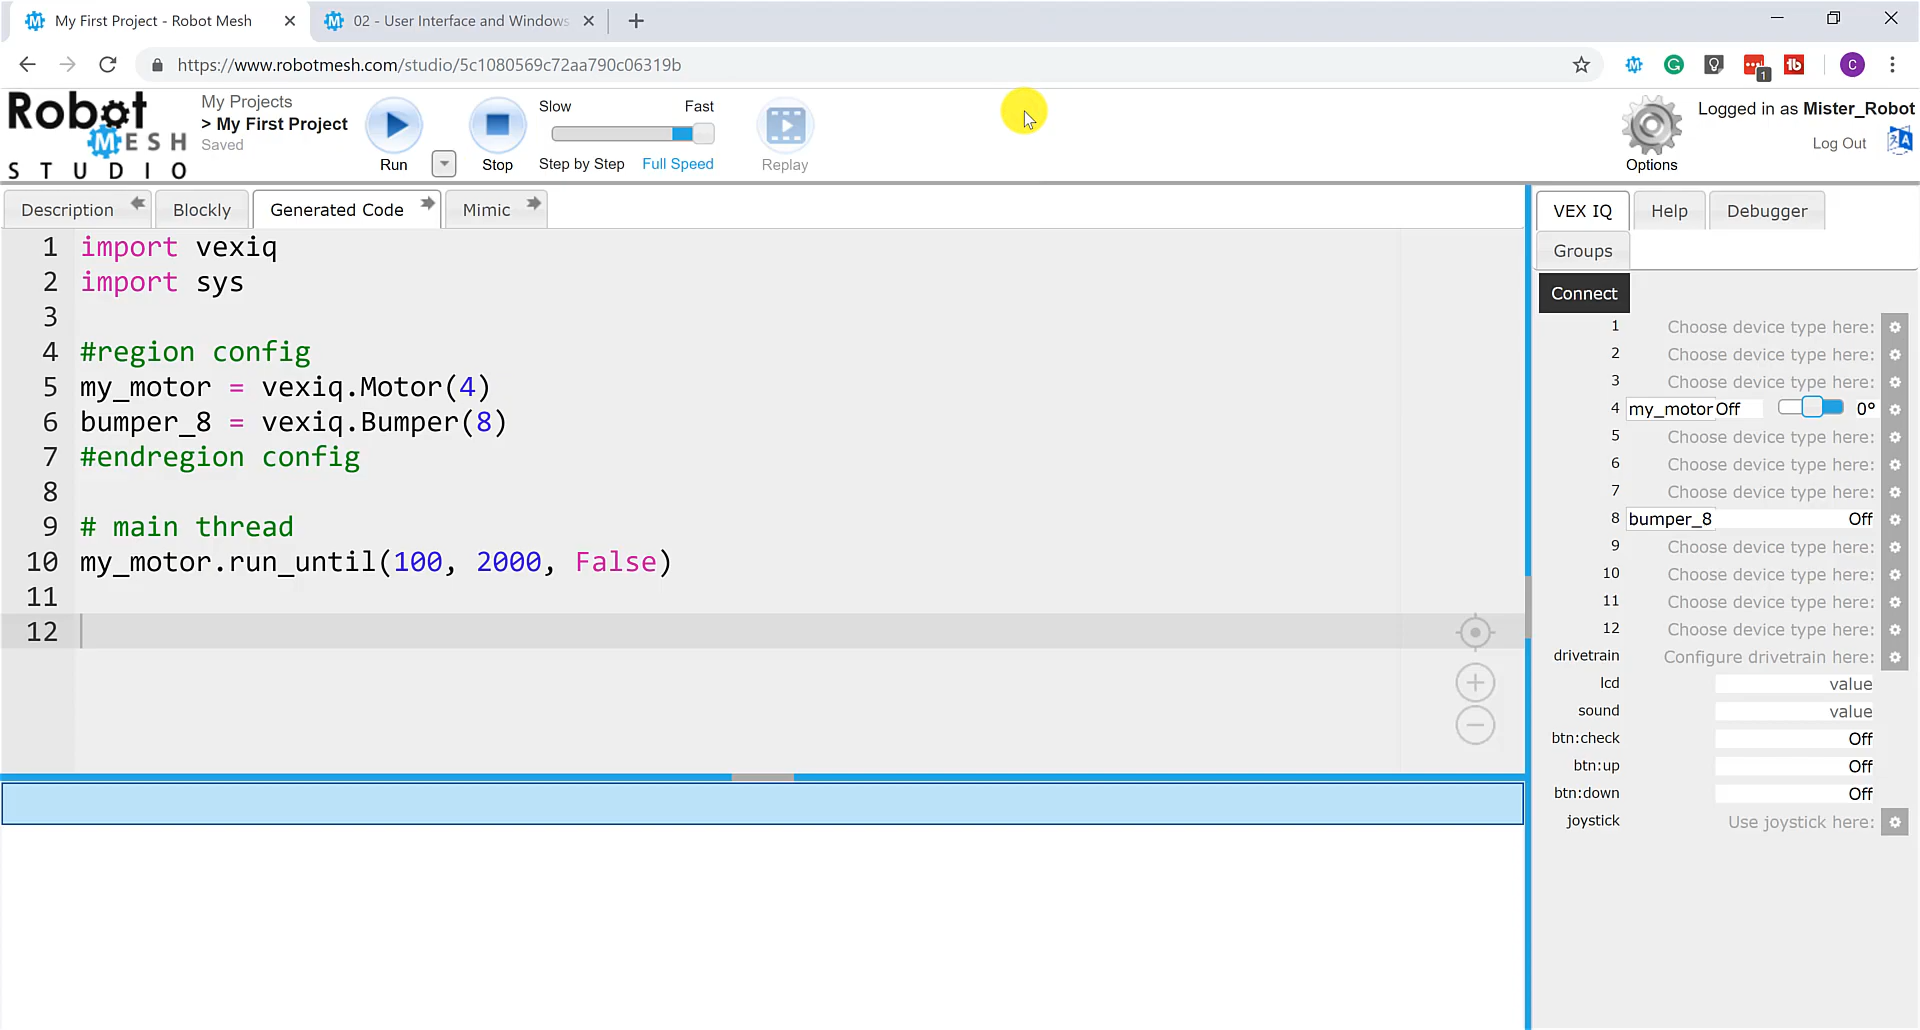 My First Project - Robot Mesh
02 - User Interface and Windows
https://www.robotmesh.com/studio/5c1080569c72aa790c06319b
1
C
Robot
MESH
STUDIO
My Projects
> My First Project
Saved
Run
Stop
Slow
Fast
Step by Step
Full Speed
Replay
Options
Logged in as Mister_Robot
Log Out
Description
Blockly
Generated Code
Mimic
1 import vexiq
2 import sys
3
4 #region config
5 my_motor = vexiq.Motor(4)
6 bumper_8 = vexiq.Bumper(8)
7 #endregion config
8
9 # main thread
10 my_motor.run_until(100, 2000, False)
11
12
VEX IQ
Help
Debugger
Groups
Connect
1 Choose device type here:
2 Choose device type here:
3 Choose device type here:
4 my_motor Off 0°
5 Choose device type here:
6 Choose device type here:
7 Choose device type here:
8 bumper_8 Off
9 Choose device type here:
10 Choose device type here:
11 Choose device type here:
12 Choose device type here:
drivetrain Configure drivetrain here:
lcd value
sound value
btn:check Off
btn:up Off
btn:down Off
joystick Use joystick here: